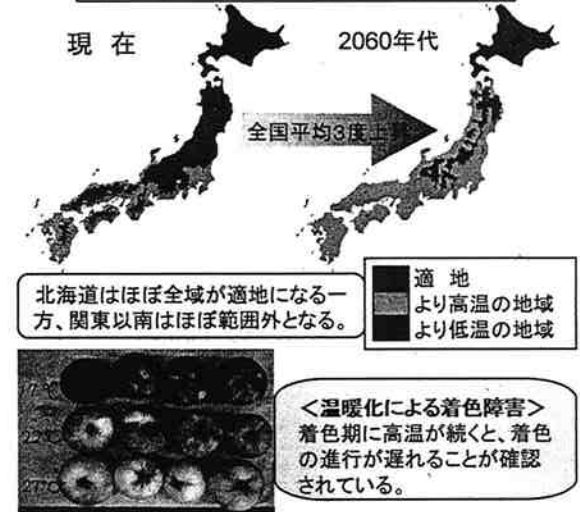 現 在
2060年代
全国平均3度上昇
北海道はほぼ全域が適地になる一
方、関東以南はほぼ範囲外となる。
適 地
より高温の地域
より低温の地域
22℃
27℃
<温暖化による着色障害>
着色期に高温が続くと、着色
の進行が遅れることが確認
されている。